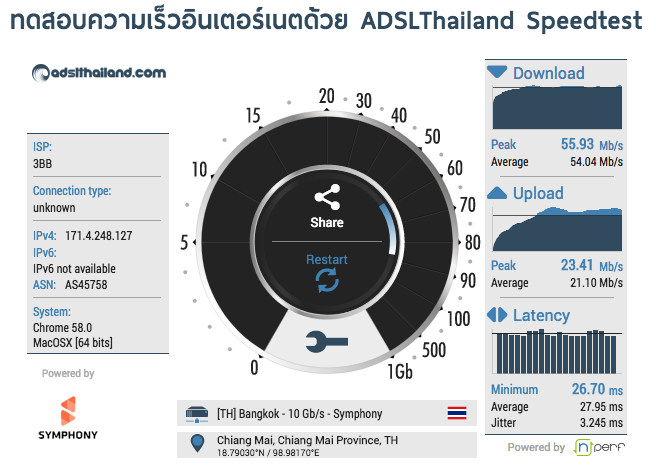 ทดสอบความเร็วอินเตอร์เนตด้วย ADSLThailand Speedtest
adslthailand.com
ISP:
3BB
Connection type:
unknown
IPv4: 171.4.248.127
IPv6:
IPv6 not available
ASN: AS45758
System:
Chrome 58.0
MacOSX [64 bits]
Powered by
SYMPHONY
0
5
10
15
20
30
40
50
60
70
80
90
100
500
1Gb
Share
Restart
[TH] Bangkok - 10 Gb/s - Symphony
Chiang Mai, Chiang Mai Province, TH
18.79030°N / 98.98170°E
Download
Peak 55.93 Mb/s
Average 54.04 Mb/s
Upload
Peak 23.41 Mb/s
Average 21.10 Mb/s
Latency
Minimum 26.70 ms
Average 27.95 ms
Jitter 3.245 ms
Powered by nperf